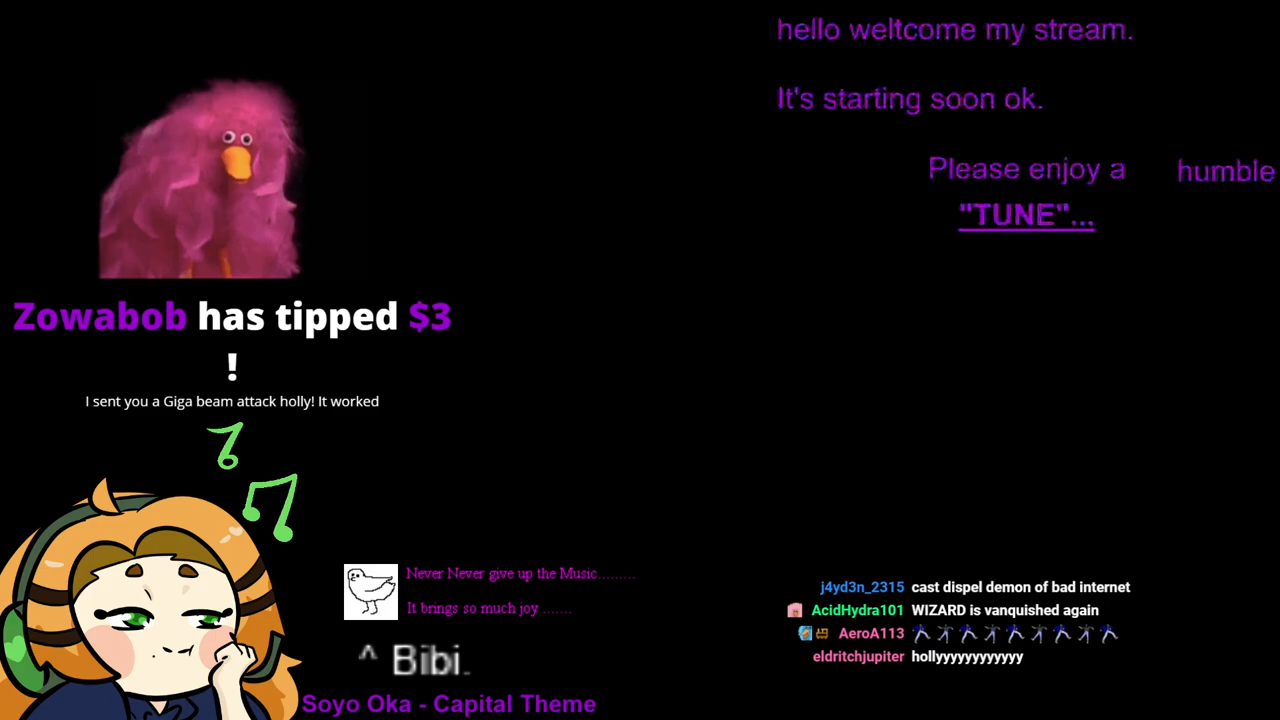 hello weltcome my stream.
It's starting soon ok.
Please enjoy a humble
"TUNE"...
Zowabob has tipped $3
!
I sent you a Giga beam attack holly! It worked
Never Never give up the Music.........
It brings so much joy .......
^ Bibi.
Soyo Oka - Capital Theme
j4yd3n_2315 cast dispel demon of bad internet
AcidHydra101 WIZARD is vanquished again
AeroA113
eldritchjupiter hollyyyyyyyyyyy